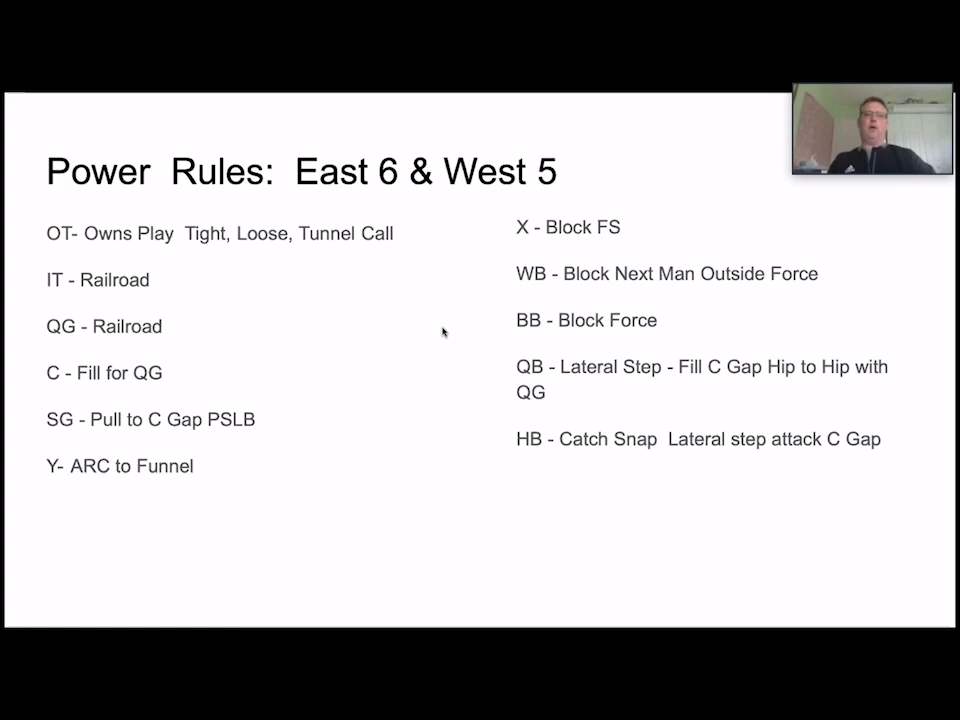 Power Rules: East 6 & West 5
OT- Owns Play Tight, Loose, Tunnel Call
IT - Railroad
QG - Railroad
C - Fill for QG
SG - Pull to C Gap PSLB
Y- ARC to Funnel
X - Block FS
WB - Block Next Man Outside Force
BB - Block Force
QB - Lateral Step - Fill C Gap Hip to Hip with
QG
HB - Catch Snap Lateral step attack C Gap